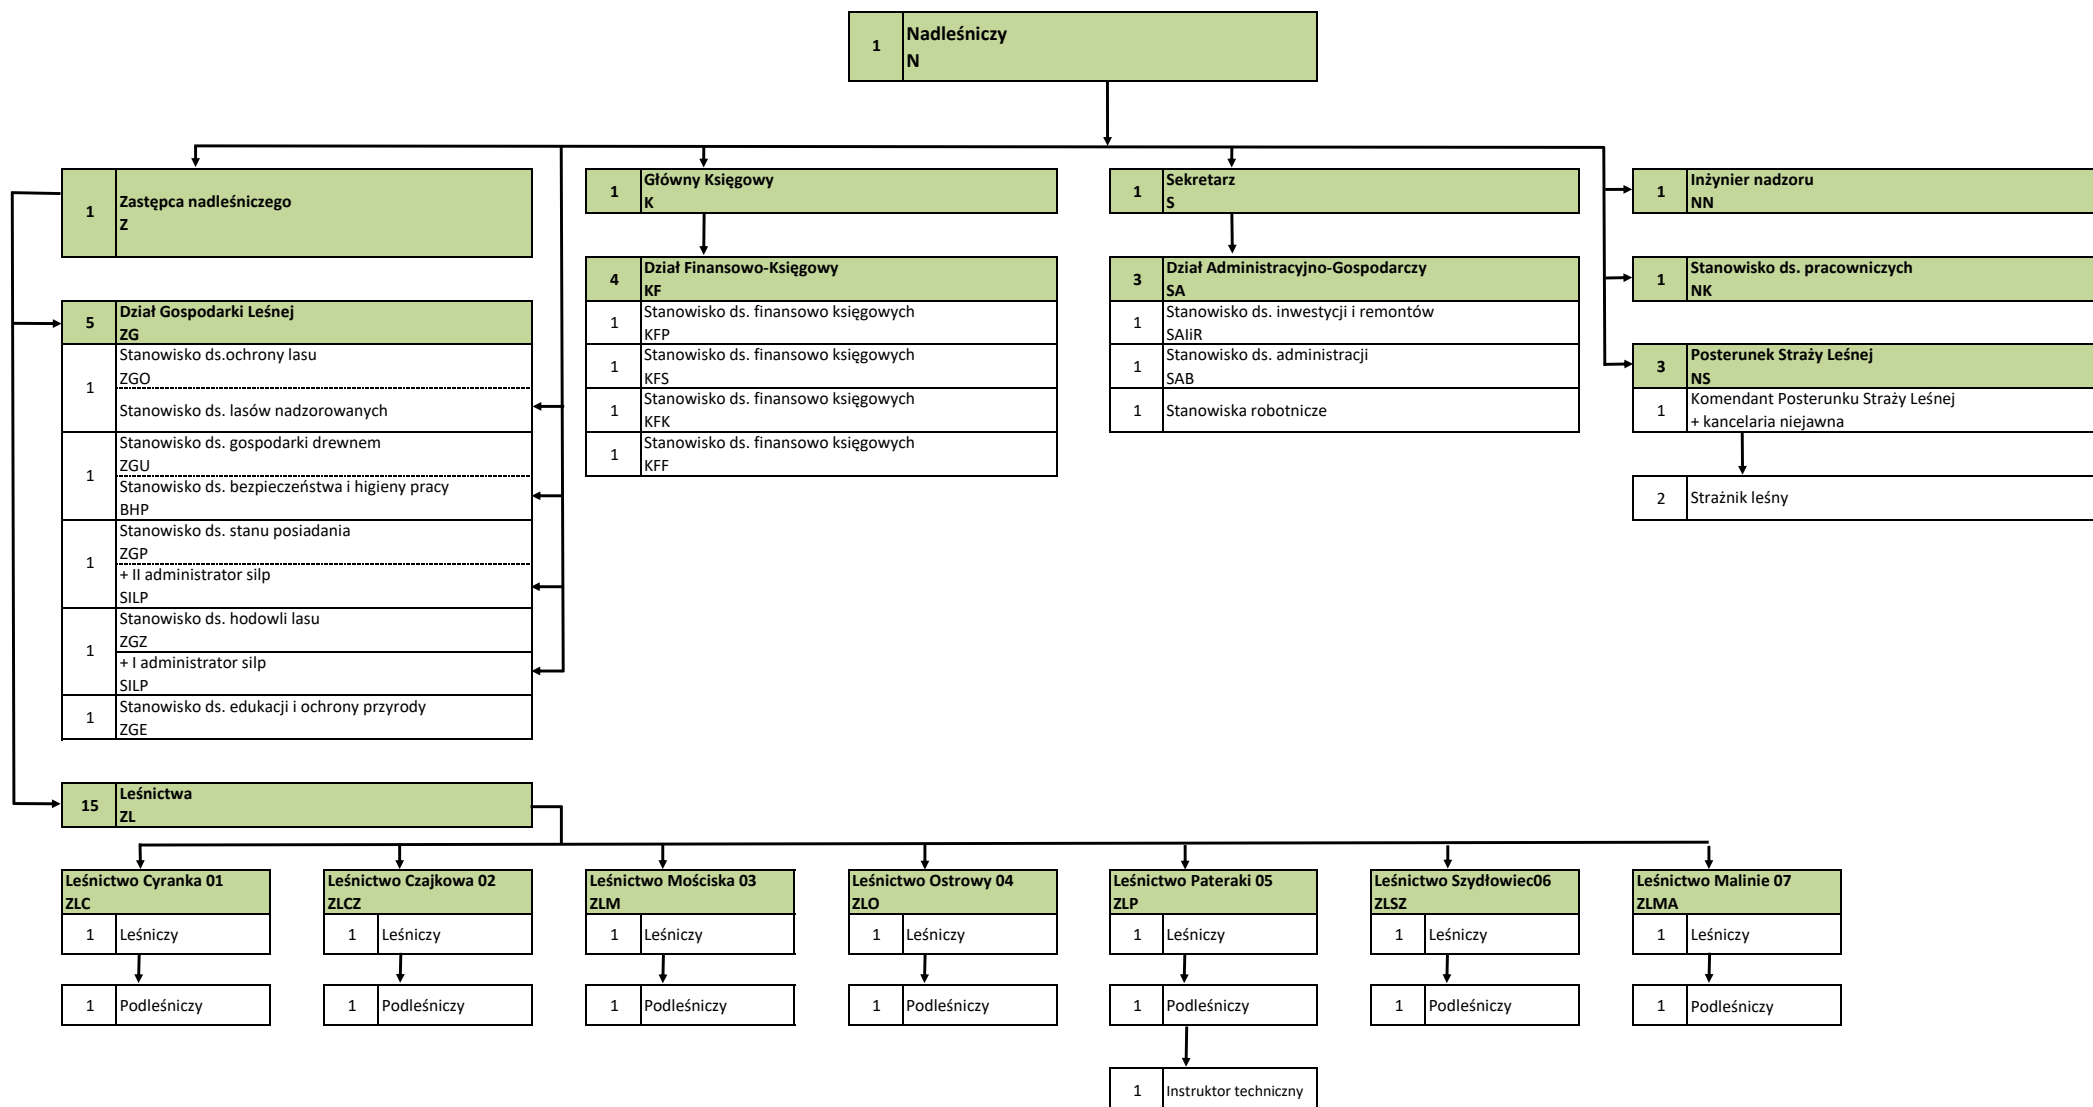 1
Nadleśniczy
N
1
Zastępca nadleśniczego
Z
1
Główny Księgowy
K
1
Sekretarz
S
1
Inżynier nadzoru
NN
4
Dział Finansowo-Księgowy
KF
1
Stanowisko ds. finansowo księgowych
KFP
1
Stanowisko ds. finansowo księgowych
KFS
1
Stanowisko ds. finansowo księgowych
KFK
1
Stanowisko ds. finansowo księgowych
KFF
3
Dział Administracyjno-Gospodarczy
SA
1
Stanowisko ds. inwestycji i remontów
SAIiR
1
Stanowisko ds. administracji
SAB
1
Stanowiska robotnicze
1
Stanowisko ds. pracowniczych
NK
3
Posterunek Straży Leśnej
NS
1
Komendant Posterunku Straży Leśnej
+ kancelaria niejawna
2
Strażnik leśny
5
Dział Gospodarki Leśnej
ZG
1
Stanowisko ds.ochrony lasu
ZGO
Stanowisko ds. lasów nadzorowanych
1
Stanowisko ds. gospodarki drewnem
ZGU
Stanowisko ds. bezpieczeństwa i higieny pracy
BHP
1
Stanowisko ds. stanu posiadania
ZGP
+ II administrator silp
SILP
1
Stanowisko ds. hodowli lasu
ZGZ
+ I administrator silp
SILP
1
Stanowisko ds. edukacji i ochrony przyrody
ZGE
15
Leśnictwa
ZL
Leśnictwo Cyranka 01
ZLC
1 Leśniczy
1 Podleśniczy
Leśnictwo Czajkowa 02
ZLCZ
1 Leśniczy
1 Podleśniczy
Leśnictwo Mościska 03
ZLM
1 Leśniczy
1 Podleśniczy
Leśnictwo Ostrowy 04
ZLO
1 Leśniczy
1 Podleśniczy
Leśnictwo Pateraki 05
ZLP
1 Leśniczy
1 Podleśniczy
1 Instruktor techniczny
Leśnictwo Szydłowiec06
ZLSZ
1 Leśniczy
1 Podleśniczy
Leśnictwo Malinie 07
ZLMA
1 Leśniczy
1 Podleśniczy